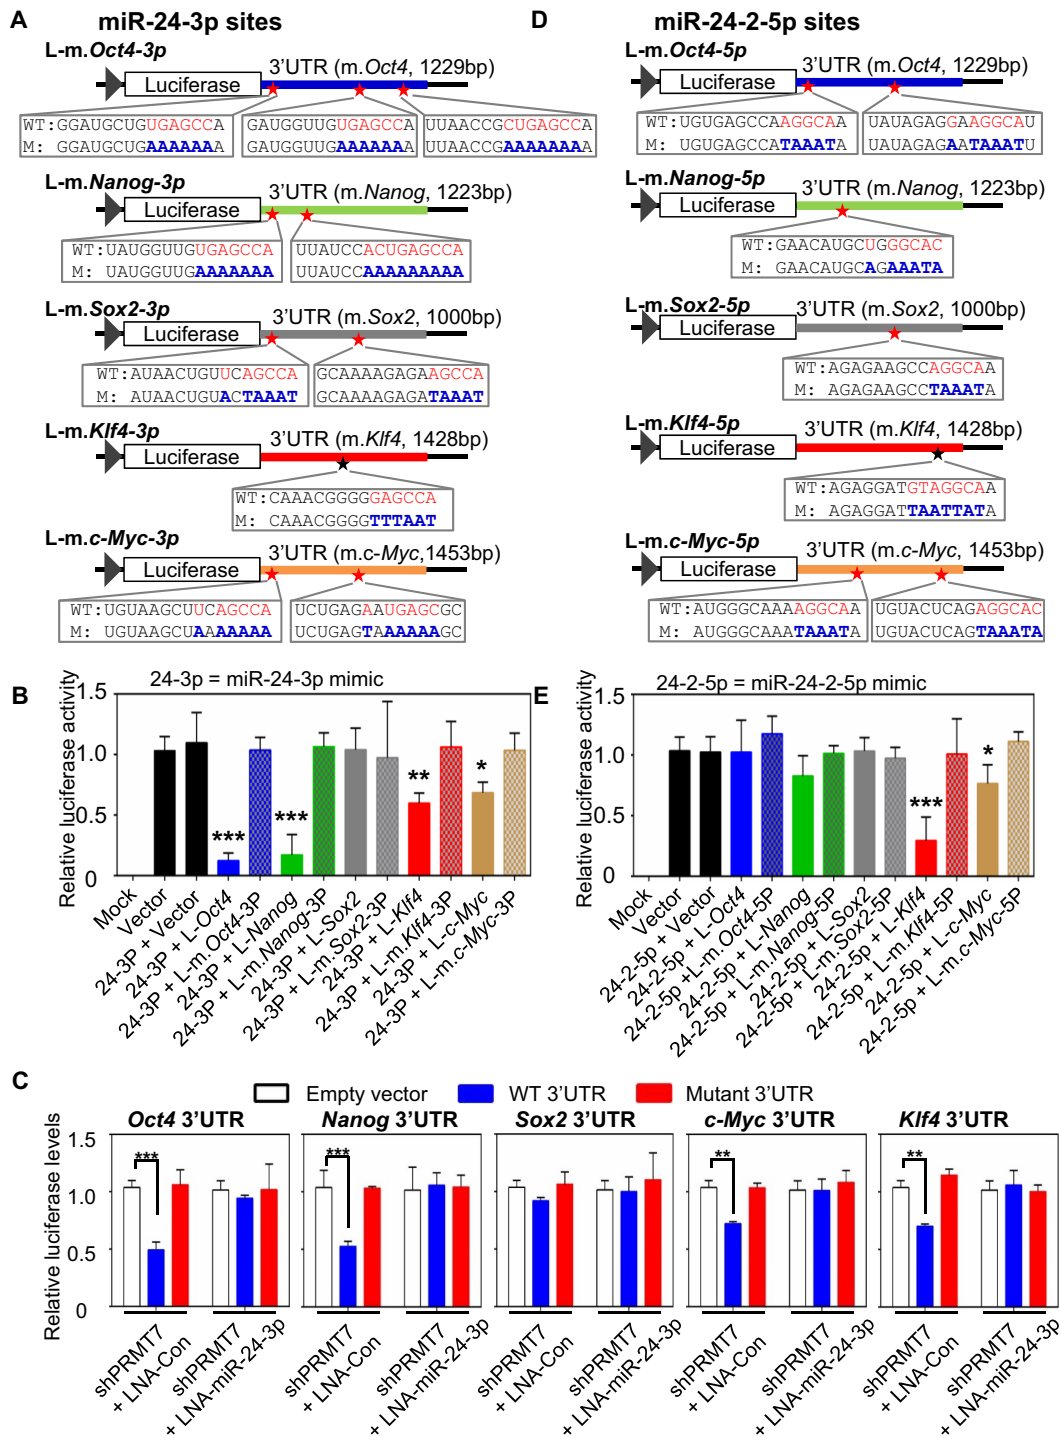 A miR-24-3p sites
L-m.Oct4-3p
Luciferase
3'UTR (m.Oct4, 1229bp)
WT:GGAUGCUGUGAGCCA
M: GGAUGCUGAAAAAAA
GAUGGUUGUGAGCCA
GAUGGUUGAAAAAAA
UUAACCGCUGAGCCA
UUAACCGAAAAAAAA
L-m.Nanog-3p
Luciferase
3'UTR (m.Nanog, 1223bp)
WT:UAUGGUUGUGAGCCA
M: UAUGGUUGAAAAAAA
UUAUCCACUGAGCCA
UUAUCCAAAAAAAAA
L-m.Sox2-3p
Luciferase
3'UTR (m.Sox2, 1000bp)
WT:AUAACUGUUCAGCCA
M: AUAACUGUACTAAAT
GCAAAAGAGAAGCCA
GCAAAAGAGATAAAT
L-m.Klf4-3p
Luciferase
3'UTR (m.Klf4, 1428bp)
WT:CAAACGGGGGAGCCA
M: CAAACGGGGTTTAAT
L-m.c-Myc-3p
Luciferase
3'UTR (m.c-Myc,1453bp)
WT:UGUAAGCUUCAGCCA
M: UGUAAGCUAAAAAAA
UCUGAGAAUGAGCGC
UCUGAGTAAAAAAGC
D miR-24-2-5p sites
L-m.Oct4-5p
Luciferase
3'UTR (m.Oct4, 1229bp)
WT:UGUGAGCCAAGGCAA
M: UGUGAGCCATAAATA
UAUAGAGGAAGGCAU
UAUAGAGAATAAATU
L-m.Nanog-5p
Luciferase
3'UTR (m.Nanog, 1223bp)
WT:GAACAUGCUGGGCAC
M: GAACAUGCAGAAATA
L-m.Sox2-5p
Luciferase
3'UTR (m.Sox2, 1000bp)
WT:AGAGAAGCCAGGCAA
M: AGAGAAGCCTAAATA
L-m.Klf4-5p
Luciferase
3'UTR (m.Klf4, 1428bp)
WT:AGAGGATGTAGGCAA
M: AGAGGATTAATTATA
L-m.c-Myc-5p
Luciferase
3'UTR (m.c-Myc, 1453bp)
WT:AUGGGCAAAAGGCAA
M: AUGGGCAAATAAATA
UGUACUCAGAGGCAC
UGUACUCAGTAAATA
B
24-3p = miR-24-3p mimic
Relative luciferase activity
1.5
1.0
0.5
0
***
***
**
*
Mock
Vector
24-3P + Vector
24-3P + L-Oct4
24-3P + L-m.Oct4-3P
24-3P + L-Nanog
24-3P + L-m.Nanog-3P
24-3P + L-Sox2
24-3P + L-m.Sox2-3P
24-3P + L-Klf4
24-3P + L-m.Klf4-3P
24-3P + L-c-Myc
24-3P + L-m.c-Myc-3P
E
24-2-5p = miR-24-2-5p mimic
Relative luciferase activity
1.5
1.0
0.5
0
***
*
Mock
Vector
24-2-5p + Vector
24-2-5p + L-Oct4
24-2-5p +L-m.Oct4-5P
24-2-5p + L-Nanog
24-2-5p + L-m.Nanog-5P
24-2-5p + L-Sox2
24-2-5p + L-m.Sox2-5P
24-2-5p + L-Klf4
24-2-5p + L-m.Klf4-5P
24-2-5p + L-c-Myc
24-2-5p + L-m.c-Myc-5P
C
Empty vector WT 3'UTR Mutant 3'UTR
Oct4 3'UTR Nanog 3'UTR Sox2 3'UTR c-Myc 3'UTR Klf4 3'UTR
Relative luciferase levels
1.5
1.0
0.5
0
***
***
**
**
shPRMT7
+ LNA-Con
shPRMT7
+ LNA-miR-24-3p
shPRMT7
+ LNA-Con
shPRMT7
+ LNA-miR-24-3p
shPRMT7
+ LNA-Con
shPRMT7
+ LNA-miR-24-3p
shPRMT7
+ LNA-Con
shPRMT7
+ LNA-miR-24-3p
shPRMT7
+ LNA-Con
shPRMT7
+ LNA-miR-24-3p